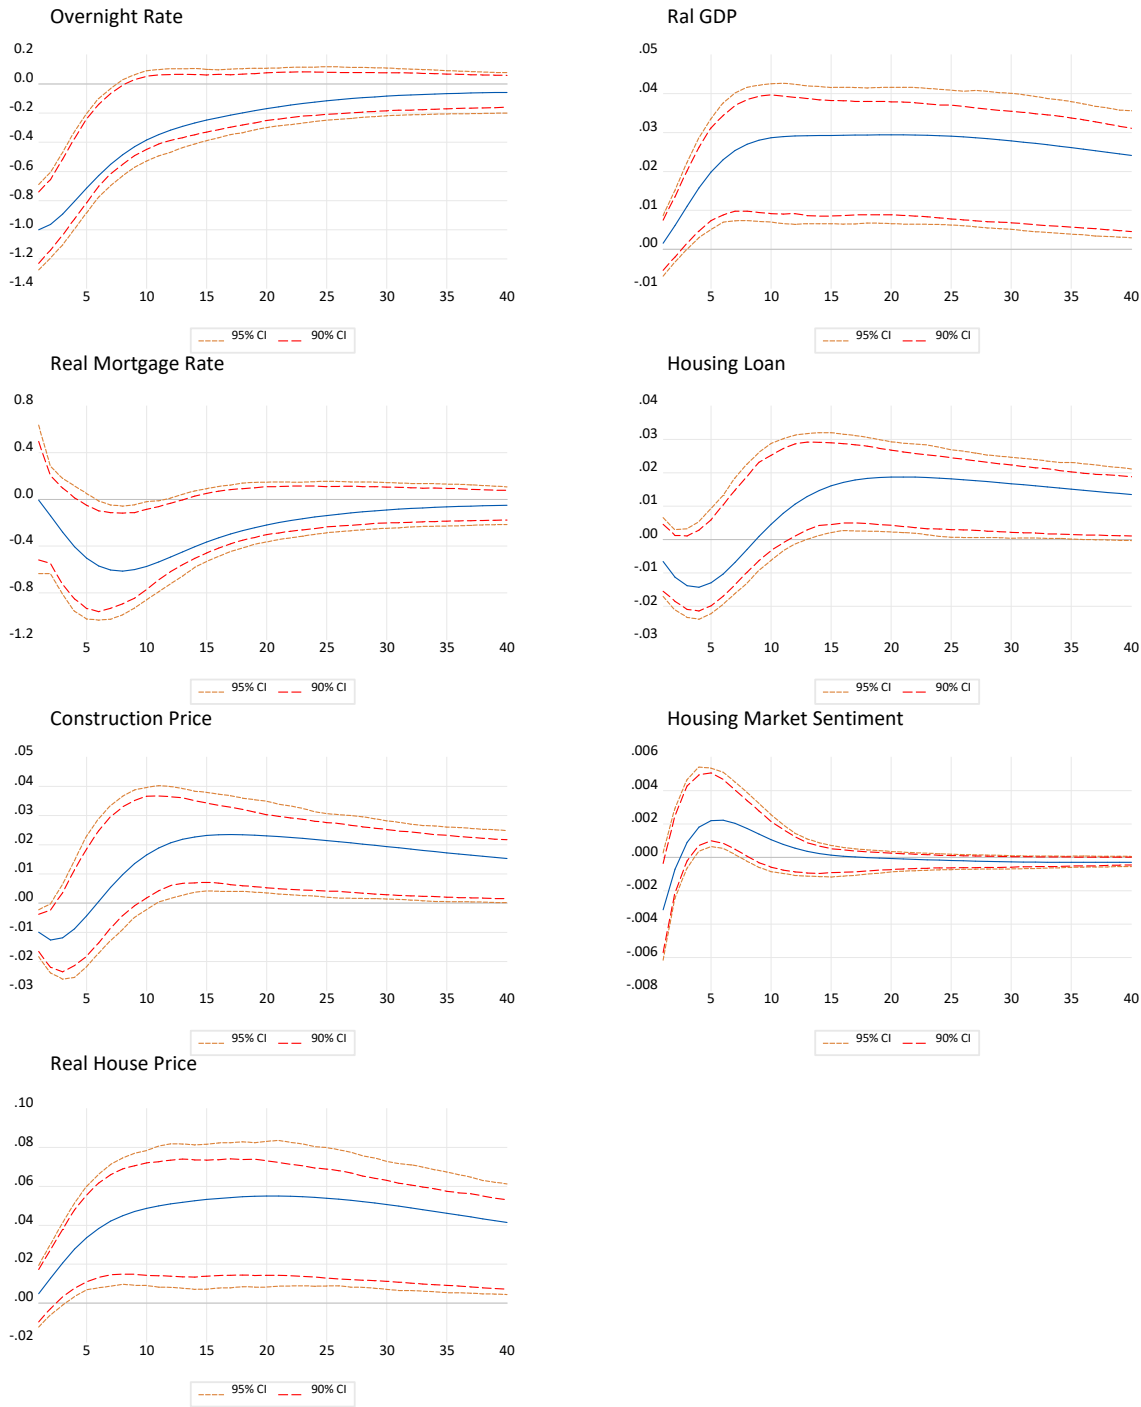 Overnight Rate
0.2
0.0
-0.2
-0.4
-0.6
-0.8
-1.0
-1.2
-1.4
5 10 15 20 25 30 35 40
95% CI 90% CI
Ral GDP
.05
.04
.03
.02
.01
.00
-.01
5 10 15 20 25 30 35 40
95% CI 90% CI
Real Mortgage Rate
0.8
0.4
0.0
-0.4
-0.8
-1.2
5 10 15 20 25 30 35 40
95% CI 90% CI
Housing Loan
.04
.03
.02
.01
.00
-.01
-.02
-.03
5 10 15 20 25 30 35 40
95% CI 90% CI
Construction Price
.05
.04
.03
.02
.01
.00
-.01
-.02
-.03
5 10 15 20 25 30 35 40
95% CI 90% CI
Housing Market Sentiment
.006
.004
.002
.000
-.002
-.004
-.006
-.008
5 10 15 20 25 30 35 40
95% CI 90% CI
Real House Price
.10
.08
.06
.04
.02
.00
-.02
5 10 15 20 25 30 35 40
95% CI 90% CI